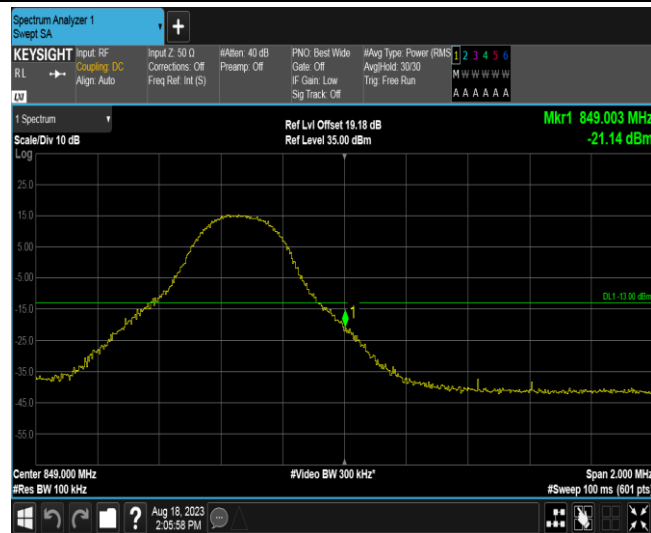 Spectrum Analyzer 1
Swept SA
+
KEYSIGHT
R L
LXI
Input: RF
Coupling: DC
Align: Auto
Input Z: 50 Ω
Corrections: Off
Freq Ref: Int (S)
#Atten: 40 dB
Preamp: Off
PNO: Best Wide
Gate: Off
IF Gain: Low
Sig Track: Off
#Avg Type: Power (RMS
Avg|Hold: 30/30
Trig: Free Run
1 2 3 4 5 6
M W W W W W
A A A A A A
1 Spectrum
Scale/Div 10 dB
Log
Ref Lvl Offset 19.18 dB
Ref Level 35.00 dBm
Mkr1 849.003 MHz
-21.14 dBm
25.0
15.0
5.00
-5.00
-15.0
-25.0
-35.0
-45.0
-55.0
DL1 -13.00 dBm
1
Center 849.000 MHz
#Res BW 100 kHz
#Video BW 300 kHz*
Span 2.000 MHz
#Sweep 100 ms (601 pts)
?
Aug 18, 2023
2:05:58 PM